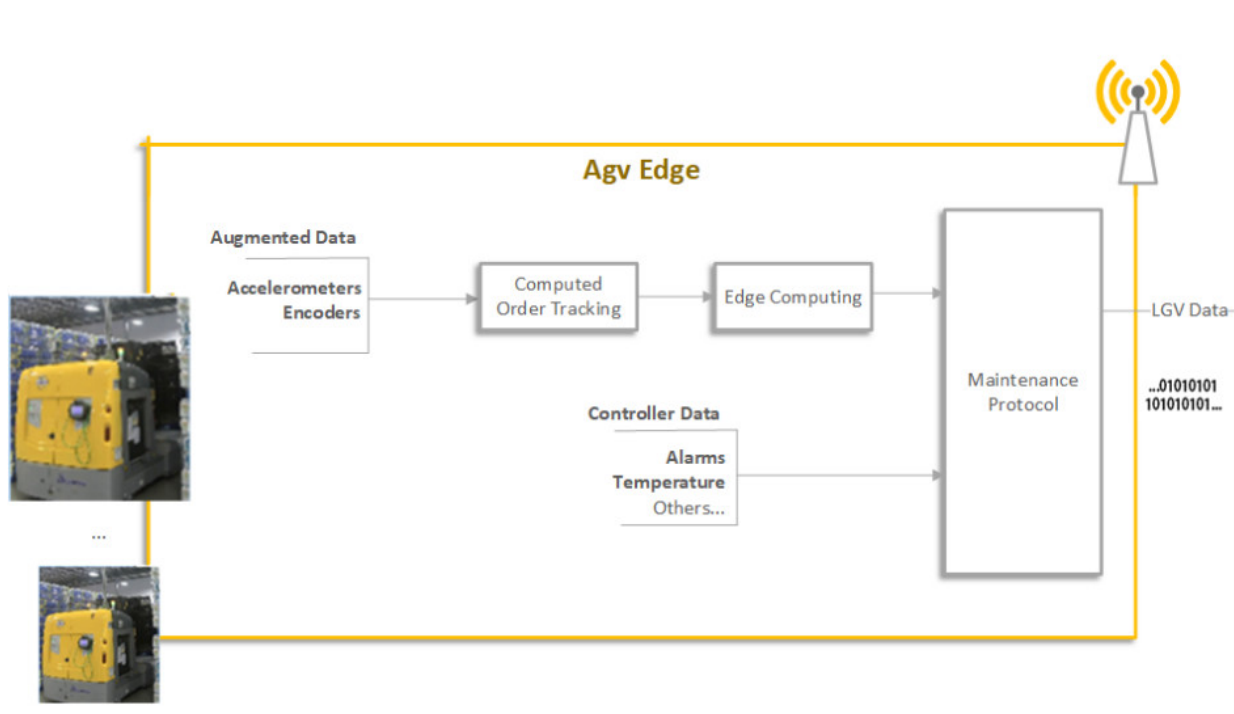 Agv Edge
Augmented Data
Accelerometers
Encoders
Computed
Order Tracking
Edge Computing
Controller Data
Alarms
Temperature
Others...
Maintenance
Protocol
LGV Data
...01010101
101010101...
...